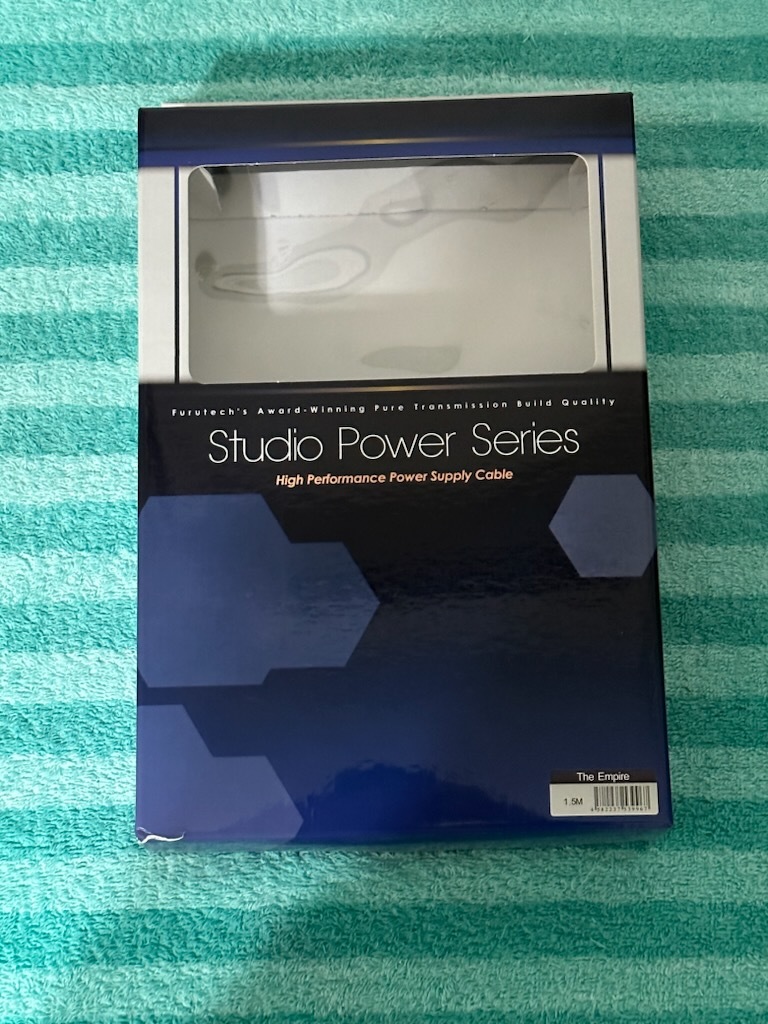 Furutech's Award-Winning Pure Transmission Build Quality
Studio Power Series
High Performance Power Supply Cable
The Empire
1.5M